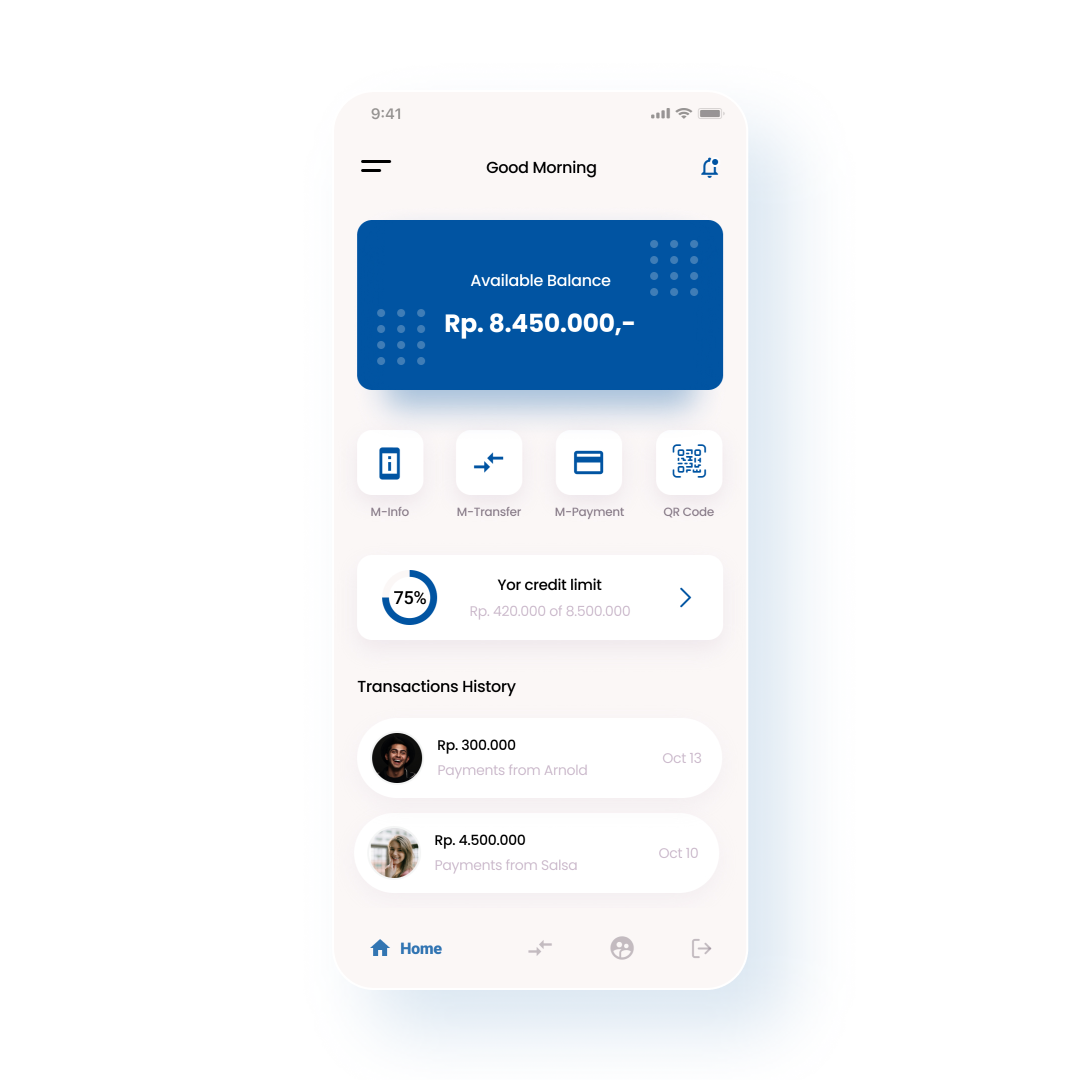 9:41
Good Morning
Available Balance
Rp. 8.450.000,-
M-Info
M-Transfer
M-Payment
QR Code
75%
Yor credit limit
Rp. 420.000 of 8.500.000
Transactions History
Rp. 300.000
Payments from Arnold
Oct 13
Rp. 4.500.000
Payments from Salsa
Oct 10
Home